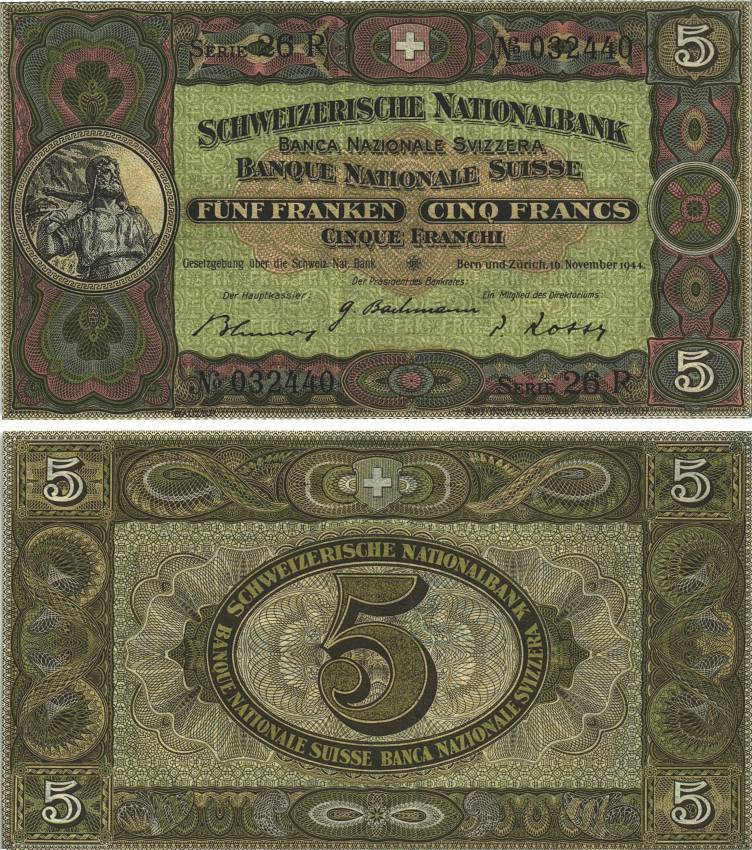 SERIE 26 R
No 032440
5
SCHWEIZERISCHE NATIONALBANK
BANCA NAZIONALE SVIZZERA
BANQUE NATIONALE SUISSE
FÜNF FRANKEN CINQ FRANCS
CINQUE FRANCHI
Gesetzgebung über die Schweiz. Nat. Bank Bern und Zürich, 16. November 1944.
Der Präsident des Bankrates:
Der Hauptkassier: Ein Mitglied des Direktoriums:
Blumer G. Bachmann P. Rossy
5
No 032440
SERIE 26 R
5
5
SCHWEIZERISCHE NATIONALBANK
5
BANQUE NATIONALE SUISSE BANCA NAZIONALE SVIZZERA
5
5